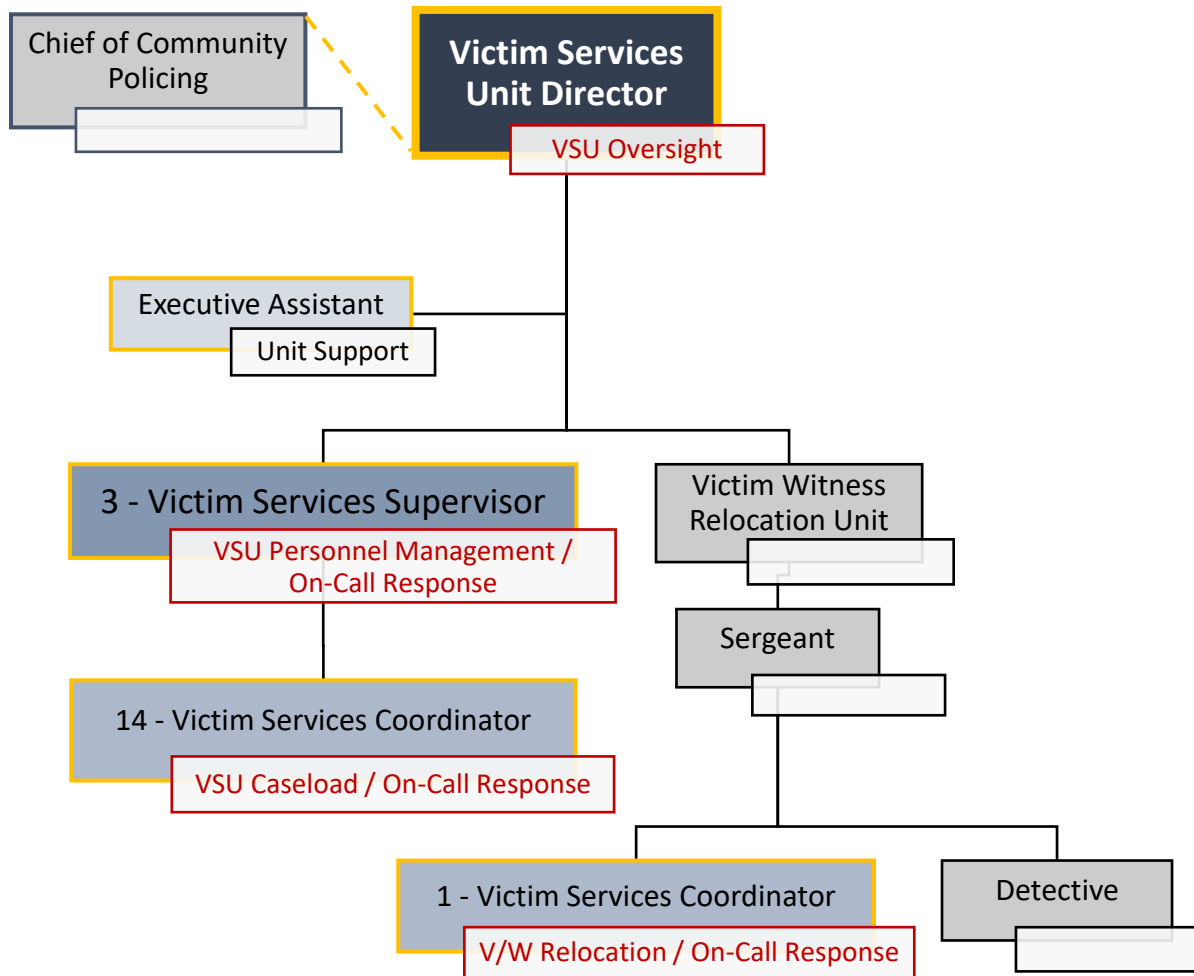 Chief of Community
Policing
Victim Services
Unit Director
VSU Oversight
Executive Assistant
Unit Support
3 - Victim Services Supervisor
VSU Personnel Management /
On-Call Response
Victim Witness
Relocation Unit
Sergeant
14 - Victim Services Coordinator
VSU Caseload / On-Call Response
1 - Victim Services Coordinator
V/W Relocation / On-Call Response
Detective